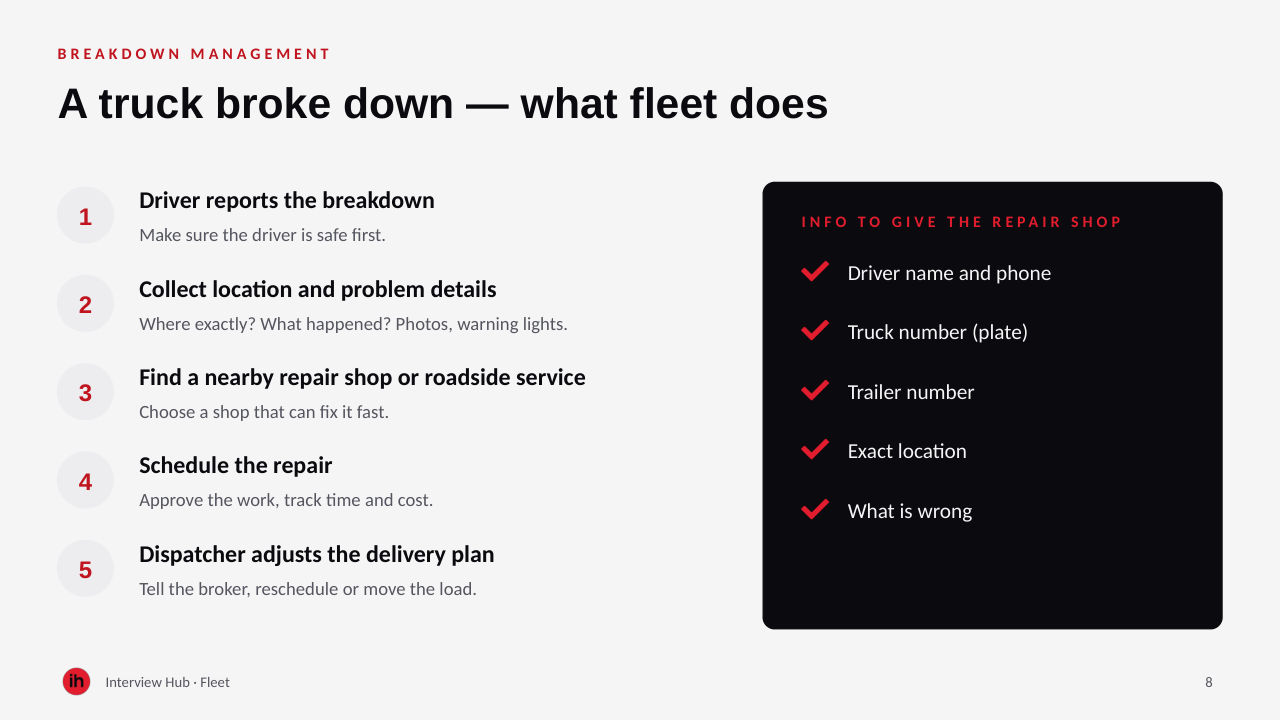 BREAKDOWN MANAGEMENT
A truck broke down — what fleet does
1
Driver reports the breakdown
Make sure the driver is safe first.
2
Collect location and problem details
Where exactly? What happened? Photos, warning lights.
3
Find a nearby repair shop or roadside service
Choose a shop that can fix it fast.
4
Schedule the repair
Approve the work, track time and cost.
5
Dispatcher adjusts the delivery plan
Tell the broker, reschedule or move the load.
INFO TO GIVE THE REPAIR SHOP
Driver name and phone
Truck number (plate)
Trailer number
Exact location
What is wrong
ih
Interview Hub · Fleet
8